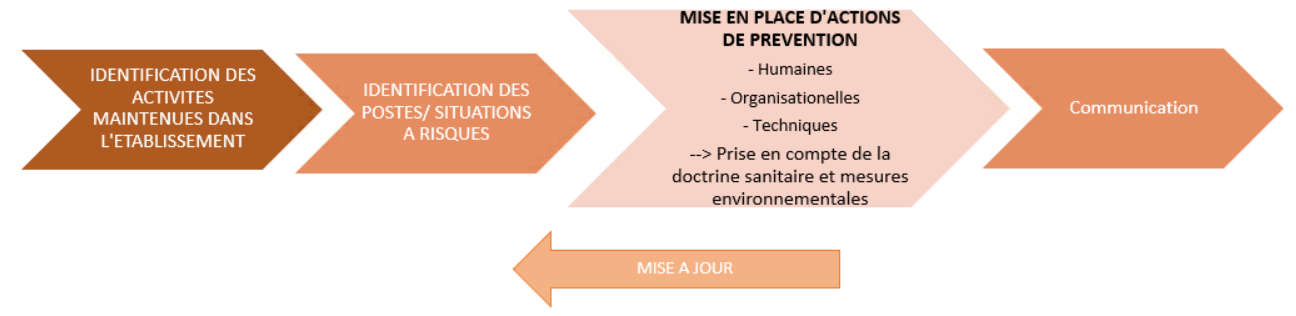 IDENTIFICATION DES
ACTIVITES
MAINTENUES DANS
L'ETABLISSEMENT
IDENTIFICATION DES
POSTES/ SITUATIONS
A RISQUES
MISE EN PLACE D'ACTIONS
DE PREVENTION
- Humaines
- Organisationelles
- Techniques
--> Prise en compte de la
doctrine sanitaire et mesures
environnementales
Communication
MISE A JOUR